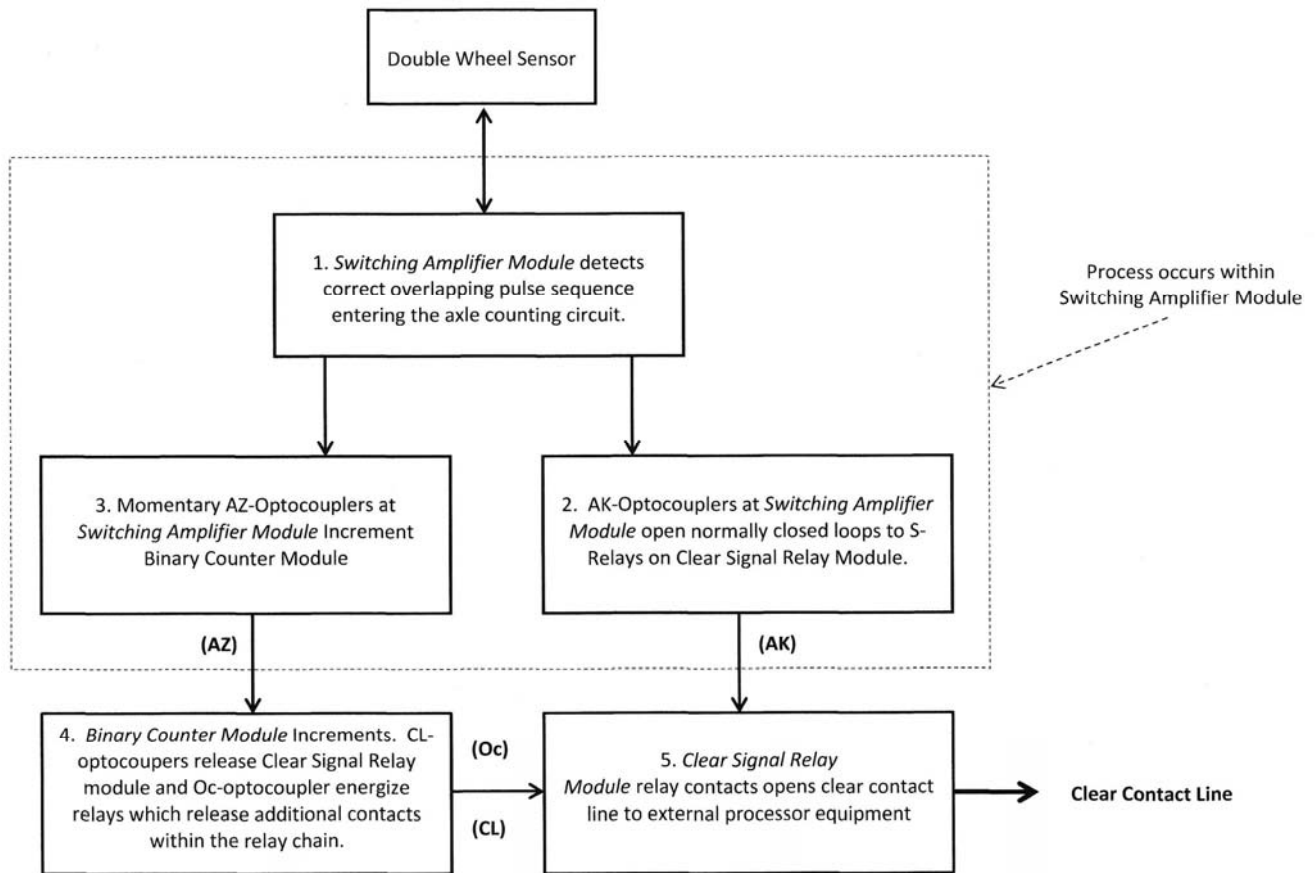 Double Wheel Sensor
1. Switching Amplifier Module detects
correct overlapping pulse sequence
entering the axle counting circuit.
Process occurs within
Switching Amplifier Module
3. Momentary AZ-Optocouplers at
Switching Amplifier Module Increment
Binary Counter Module
2. AK-Optocouplers at Switching Amplifier
Module open normally closed loops to S-
Relays on Clear Signal Relay Module.
(AZ)
(AK)
4. Binary Counter Module Increments. CL-
optocoupers release Clear Signal Relay
module and Oc-optocoupler energize
relays which release additional contacts
within the relay chain.
(Oc)
(CL)
5. Clear Signal Relay
Module relay contacts opens clear contact
line to external processor equipment
Clear Contact Line